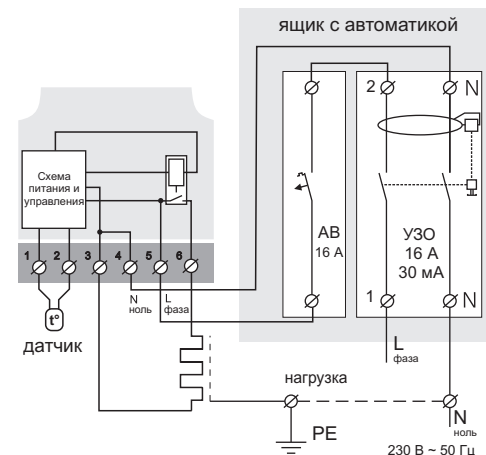 ящик с автоматикой
2
N
Схема
питания и
управления
АВ
16 А
УЗО
16 А
30 мА
1
2
3
4
5
6
N
ноль
L
фаза
1
N
t°
датчик
L
фаза
нагрузка
PE
N
ноль
230 В ~ 50 Гц